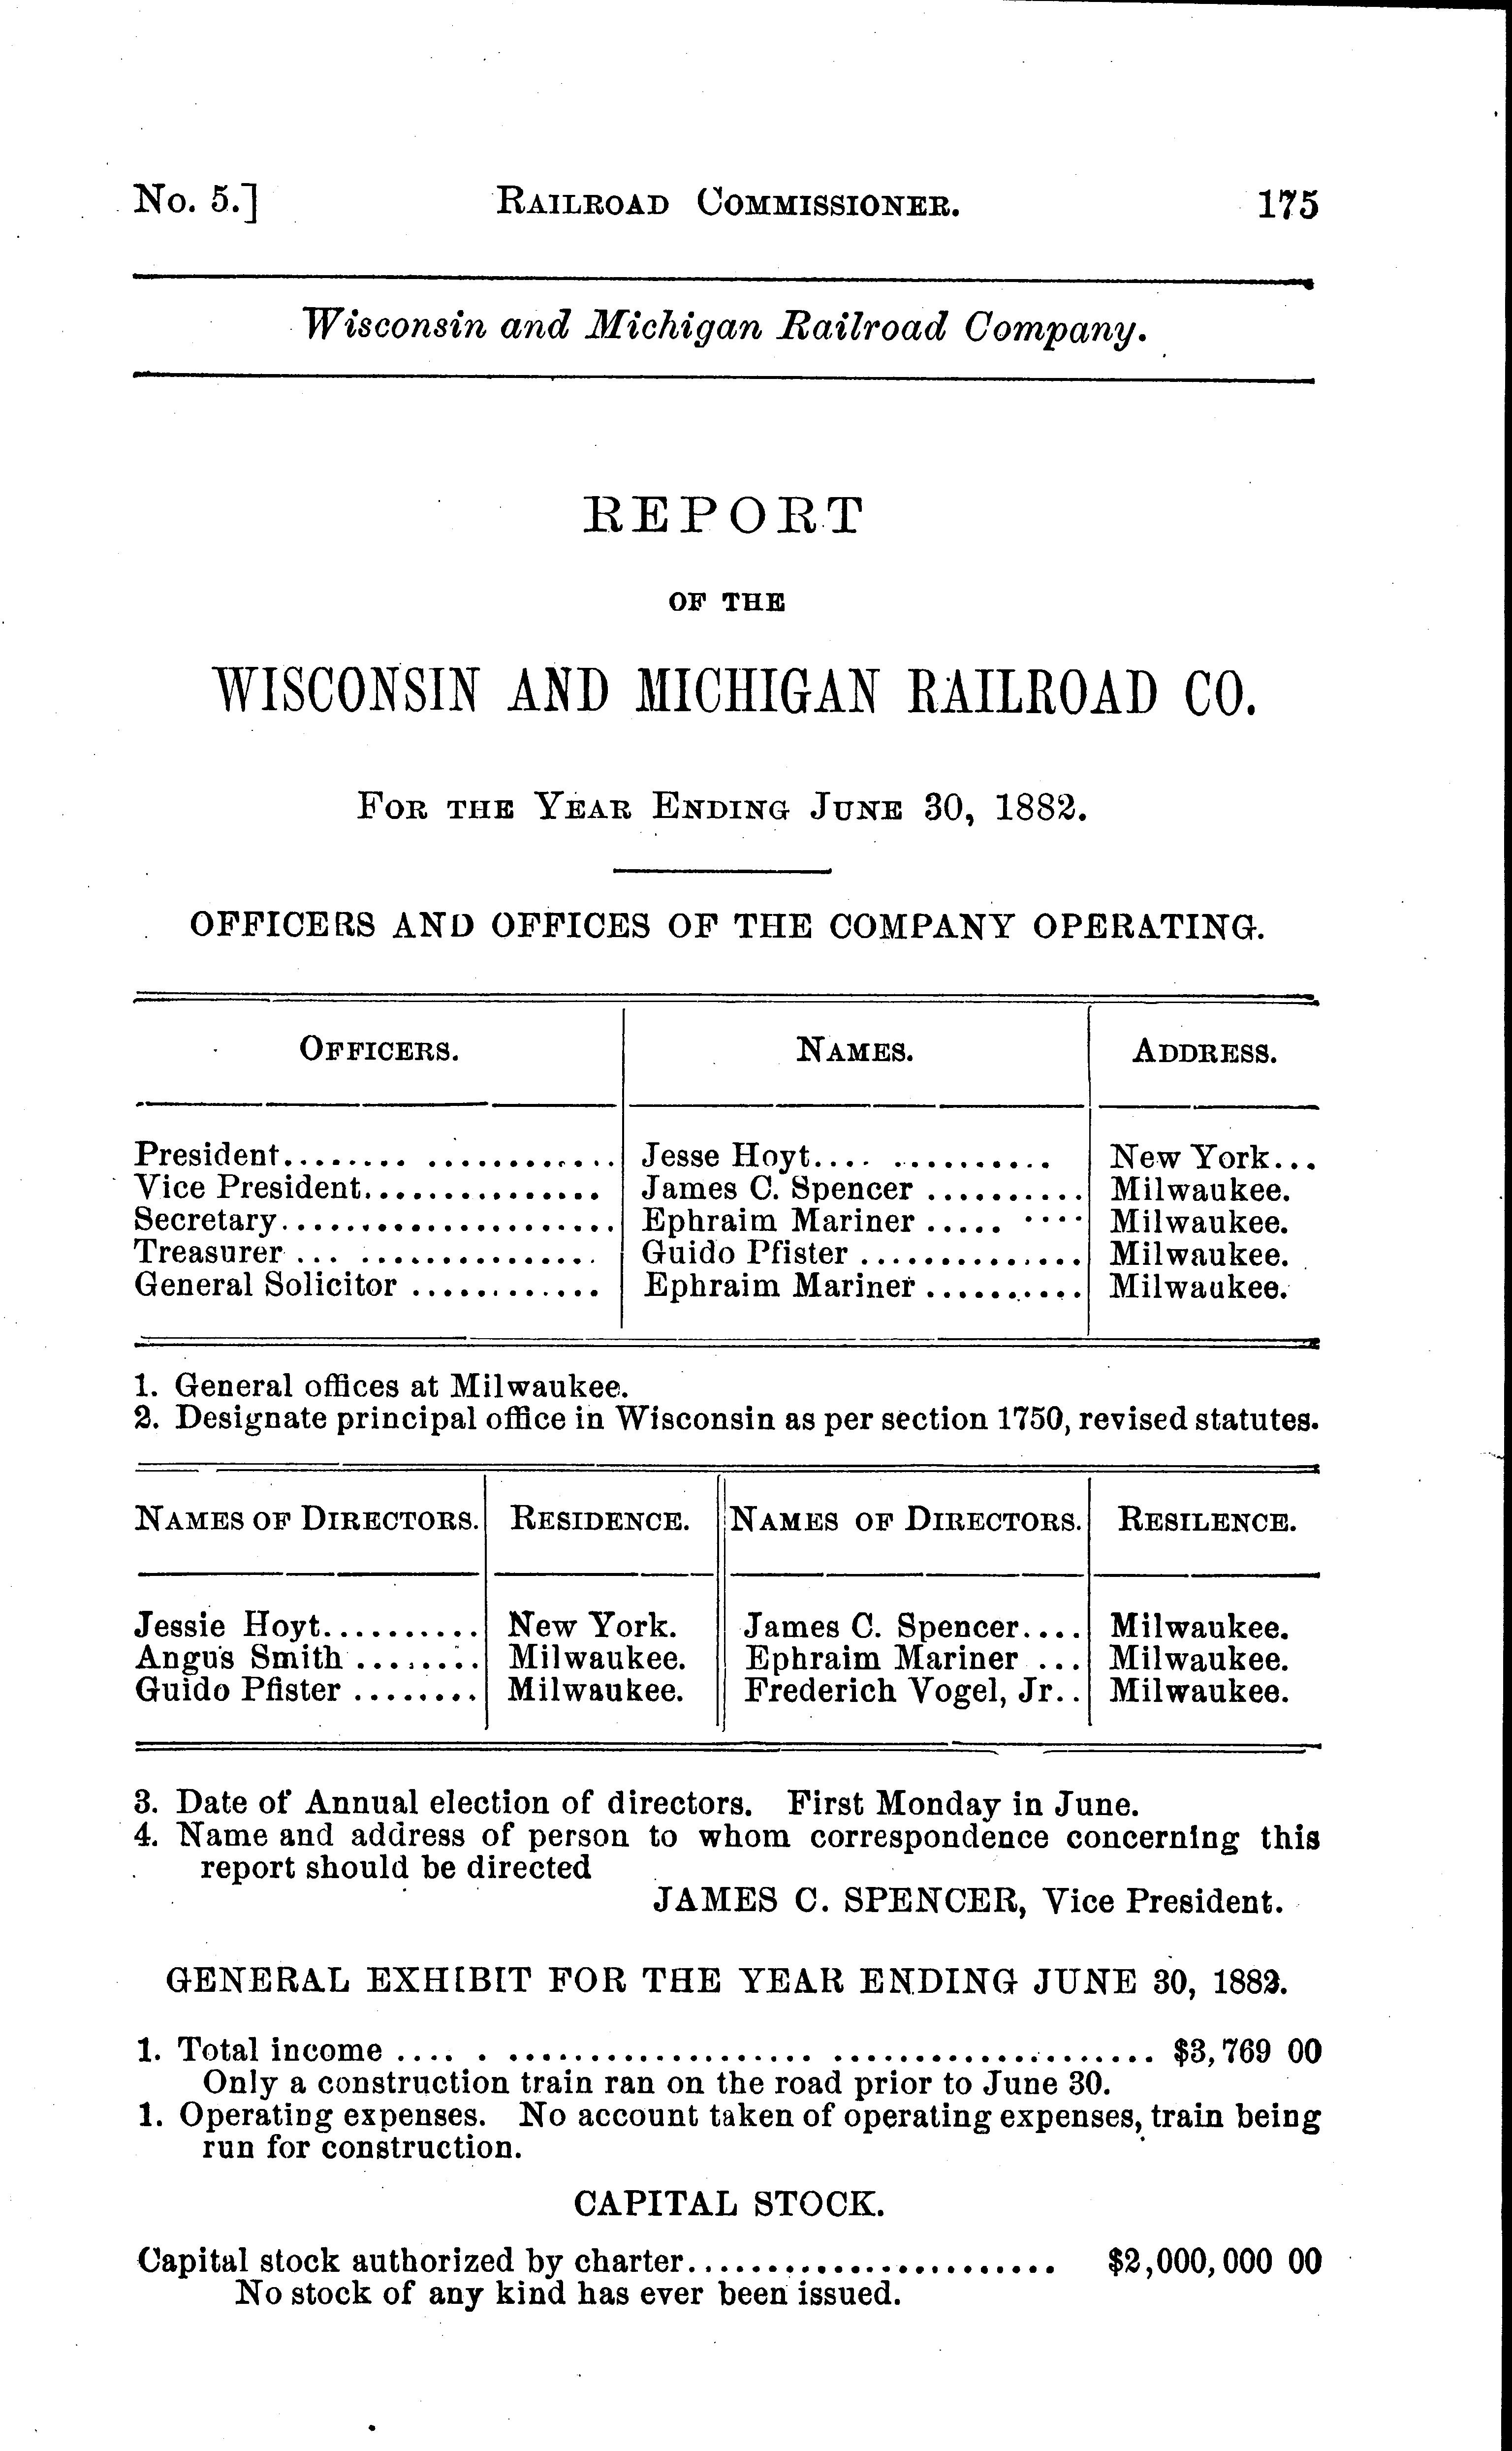 No. 5.] RAILROAD COMMISSIONER. 175
Wisconsin and Michigan Railroad Company.
REPORT
OF THE
WISCONSIN AND MICHIGAN RAILROAD CO.
FOR THE YEAR ENDING JUNE 30, 1882.
OFFICERS AND OFFICES OF THE COMPANY OPERATING.
OFFICERS. NAMES. ADDRESS.
President........ ............ Jesse Hoyt.... .......... New York...
Vice President............... James C. Spencer .......... Milwaukee.
Secretary..................... Ephraim Mariner ..... .... Milwaukee.
Treasurer ... ............... Guido Pfister .............. Milwaukee.
General Solicitor ............ Ephraim Mariner .......... Milwaukee.
1. General offices at Milwaukee.
2. Designate principal office in Wisconsin as per section 1750, revised statutes.
NAMES OF DIRECTORS. RESIDENCE. NAMES OF DIRECTORS. RESILENCE.
Jessie Hoyt.......... New York. James C. Spencer.... Milwaukee.
Angus Smith ........ Milwaukee. Ephraim Mariner ... Milwaukee.
Guido Pfister ........ Milwaukee. Frederich Vogel, Jr.. Milwaukee.
3. Date of Annual election of directors. First Monday in June.
4. Name and address of person to whom correspondence concerning this
report should be directed
JAMES C. SPENCER, Vice President.
GENERAL EXHIBIT FOR THE YEAR ENDING JUNE 30, 1882.
1. Total income .... . ................... .................... $3,769 00
Only a construction train ran on the road prior to June 30.
1. Operating expenses. No account taken of operating expenses, train being
run for construction.
CAPITAL STOCK.
Capital stock authorized by charter....................... $2,000,000 00
No stock of any kind has ever been issued.